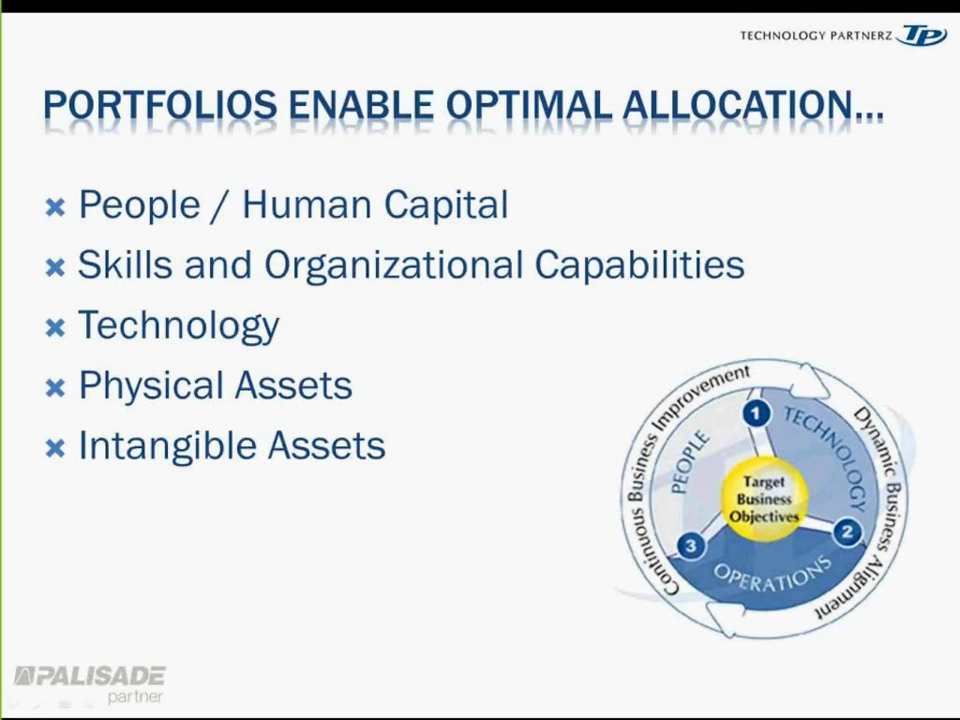 TECHNOLOGY PARTNERZ TP
PORTFOLIOS ENABLE OPTIMAL ALLOCATION...
People / Human Capital
Skills and Organizational Capabilities
Technology
Physical Assets
Intangible Assets
Continuous Business Improvement
Dynamic Business Alignment
PEOPLE
1
TECHNOLOGY
Target
Business
Objectives
2
3
OPERATIONS
PALISADE
partner